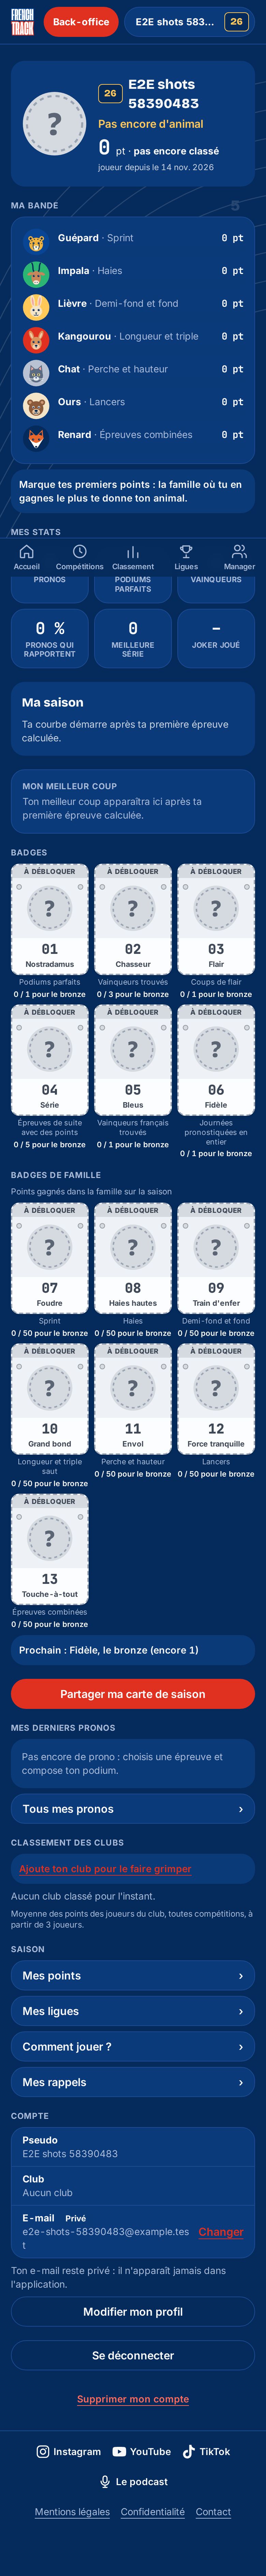 FRENCH TRACK
Back-office
E2E shots 583... 26
26 E2E shots
58390483
Pas encore d'animal
0 pt · pas encore classé
joueur depuis le 14 nov. 2026
MA BANDE
5
Guépard · Sprint 0 pt
Impala · Haies 0 pt
Lièvre · Demi-fond et fond 0 pt
Kangourou · Longueur et triple 0 pt
Chat · Perche et hauteur 0 pt
Ours · Lancers 0 pt
Renard · Épreuves combinées 0 pt
Marque tes premiers points : la famille où tu en
gagnes le plus te donne ton animal.
MES STATS
Accueil Compétitions Classement Ligues Manager
PRONOS PODIUMS PARFAITS VAINQUEURS
0 % 0 –
PRONOS QUI RAPPORTENT MEILLEURE SÉRIE JOKER JOUÉ
Ma saison
Ta courbe démarre après ta première épreuve
calculée.
MON MEILLEUR COUP
Ton meilleur coup apparaîtra ici après ta
première épreuve calculée.
BADGES
À DÉBLOQUER À DÉBLOQUER À DÉBLOQUER
? ? ?
01 02 03
Nostradamus Chasseur Flair
Podiums parfaits Vainqueurs trouvés Coups de flair
0 / 1 pour le bronze 0 / 3 pour le bronze 0 / 1 pour le bronze
À DÉBLOQUER À DÉBLOQUER À DÉBLOQUER
? ? ?
04 05 06
Série Bleus Fidèle
Épreuves de suite avec des points Vainqueurs français trouvés Journées pronostiquées en entier
0 / 5 pour le bronze 0 / 1 pour le bronze 0 / 1 pour le bronze
BADGES DE FAMILLE
Points gagnés dans la famille sur la saison
À DÉBLOQUER À DÉBLOQUER À DÉBLOQUER
? ? ?
07 08 09
Foudre Haies hautes Train d'enfer
Sprint Haies Demi-fond et fond
0 / 50 pour le bronze 0 / 50 pour le bronze 0 / 50 pour le bronze
À DÉBLOQUER À DÉBLOQUER À DÉBLOQUER
? ? ?
10 11 12
Grand bond Envol Force tranquille
Longueur et triple saut Perche et hauteur Lancers
0 / 50 pour le bronze 0 / 50 pour le bronze 0 / 50 pour le bronze
À DÉBLOQUER
?
13
Touche-à-tout
Épreuves combinées
0 / 50 pour le bronze
Prochain : Fidèle, le bronze (encore 1)
Partager ma carte de saison
MES DERNIERS PRONOS
Pas encore de prono : choisis une épreuve et
compose ton podium.
Tous mes pronos ›
CLASSEMENT DES CLUBS
Ajoute ton club pour le faire grimper
Aucun club classé pour l'instant.
Moyenne des points des joueurs du club, toutes compétitions, à
partir de 3 joueurs.
SAISON
Mes points ›
Mes ligues ›
Comment jouer ? ›
Mes rappels ›
COMPTE
Pseudo
E2E shots 58390483
Club
Aucun club
E-mail Privé
e2e-shots-58390483@example.tes
t
Changer
Ton e-mail reste privé : il n'apparaît jamais dans
l'application.
Modifier mon profil
Se déconnecter
Supprimer mon compte
Instagram YouTube TikTok
Le podcast
Mentions légales Confidentialité Contact